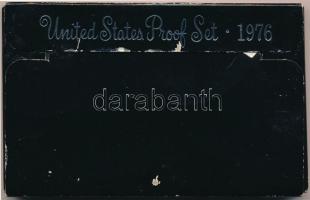 United States Proof Set · 1976
darabanth